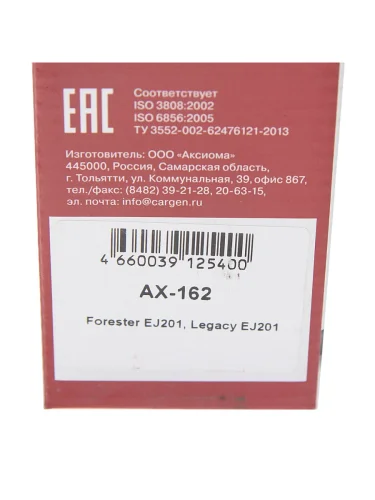 EAC
Соответствует
ISO 3808:2002
ISO 6856:2005
ТУ 3552-002-62476121-2013
Изготовитель: ООО «Аксиома»
445000, Россия, Самарская область,
г. Тольятти, ул. Коммунальная, 39, офис 867,
тел./факс: (8482) 39-21-28, 20-63-15,
эл. почта: info@cargen.ru
4 660039 125400
AX-162
Forester EJ201, Legacy EJ201